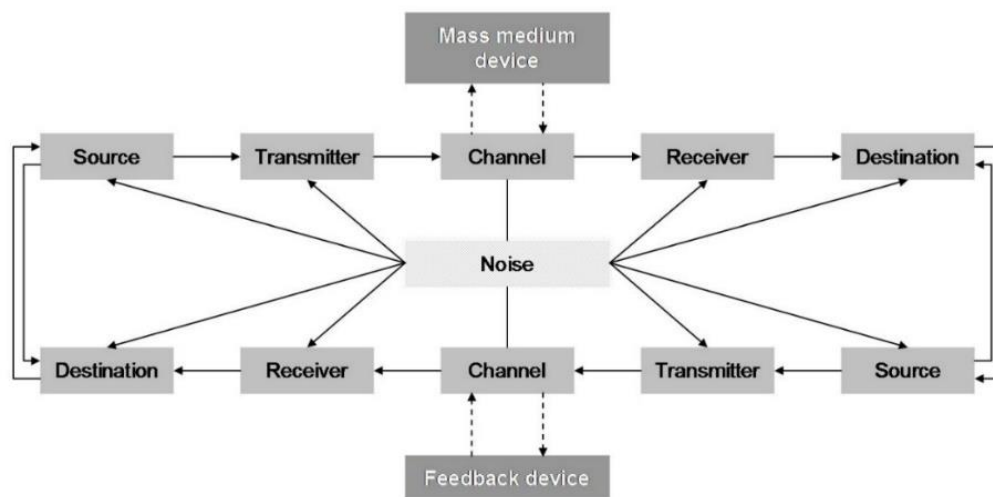 Mass medium
device
Source
Transmitter
Channel
Receiver
Destination
Noise
Destination
Receiver
Channel
Transmitter
Source
Feedback device